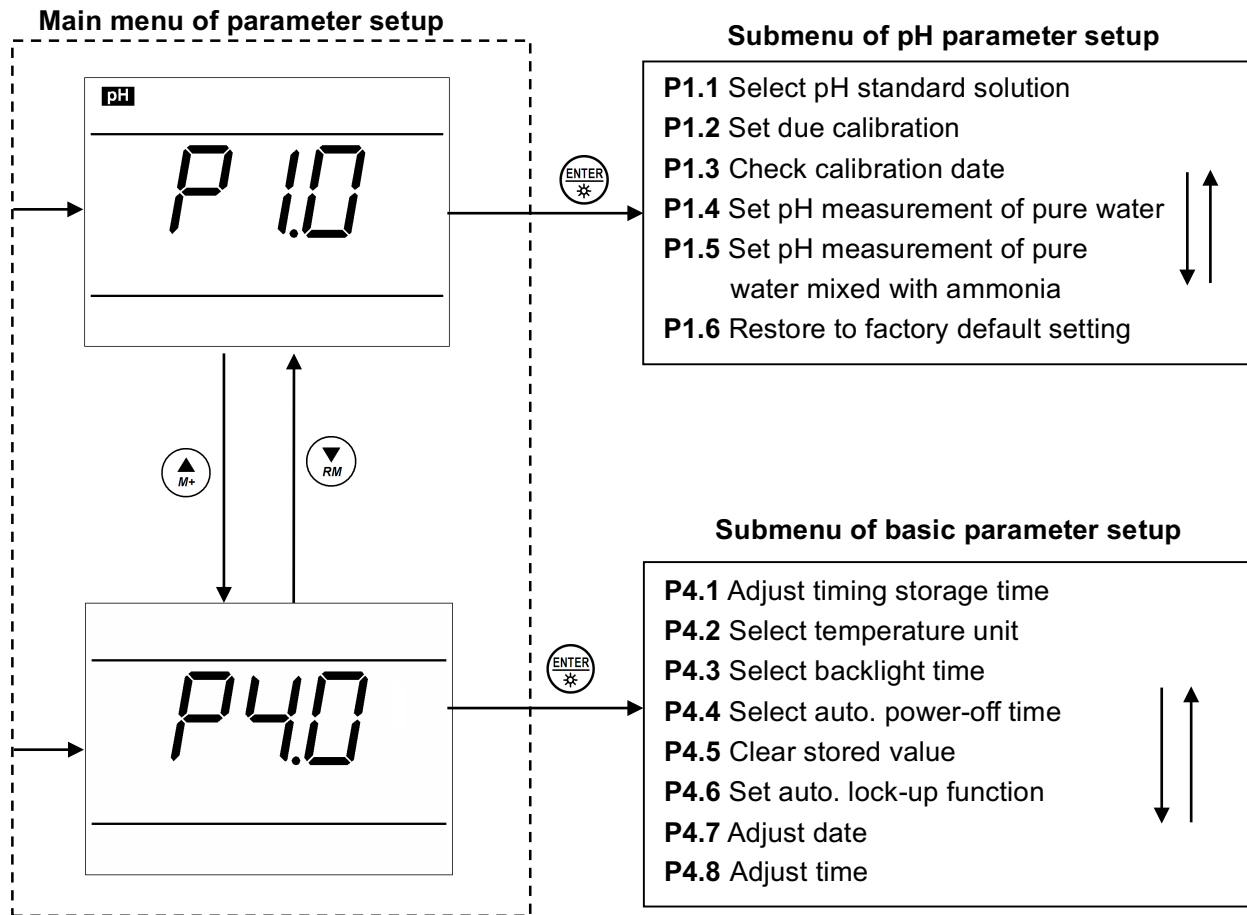 Main menu of parameter setup
pH
P1.0
ENTER
Submenu of pH parameter setup
P1.1 Select pH standard solution
P1.2 Set due calibration
P1.3 Check calibration date
P1.4 Set pH measurement of pure water
P1.5 Set pH measurement of pure
water mixed with ammonia
P1.6 Restore to factory default setting
M+
RM
P4.0
ENTER
Submenu of basic parameter setup
P4.1 Adjust timing storage time
P4.2 Select temperature unit
P4.3 Select backlight time
P4.4 Select auto. power-off time
P4.5 Clear stored value
P4.6 Set auto. lock-up function
P4.7 Adjust date
P4.8 Adjust time